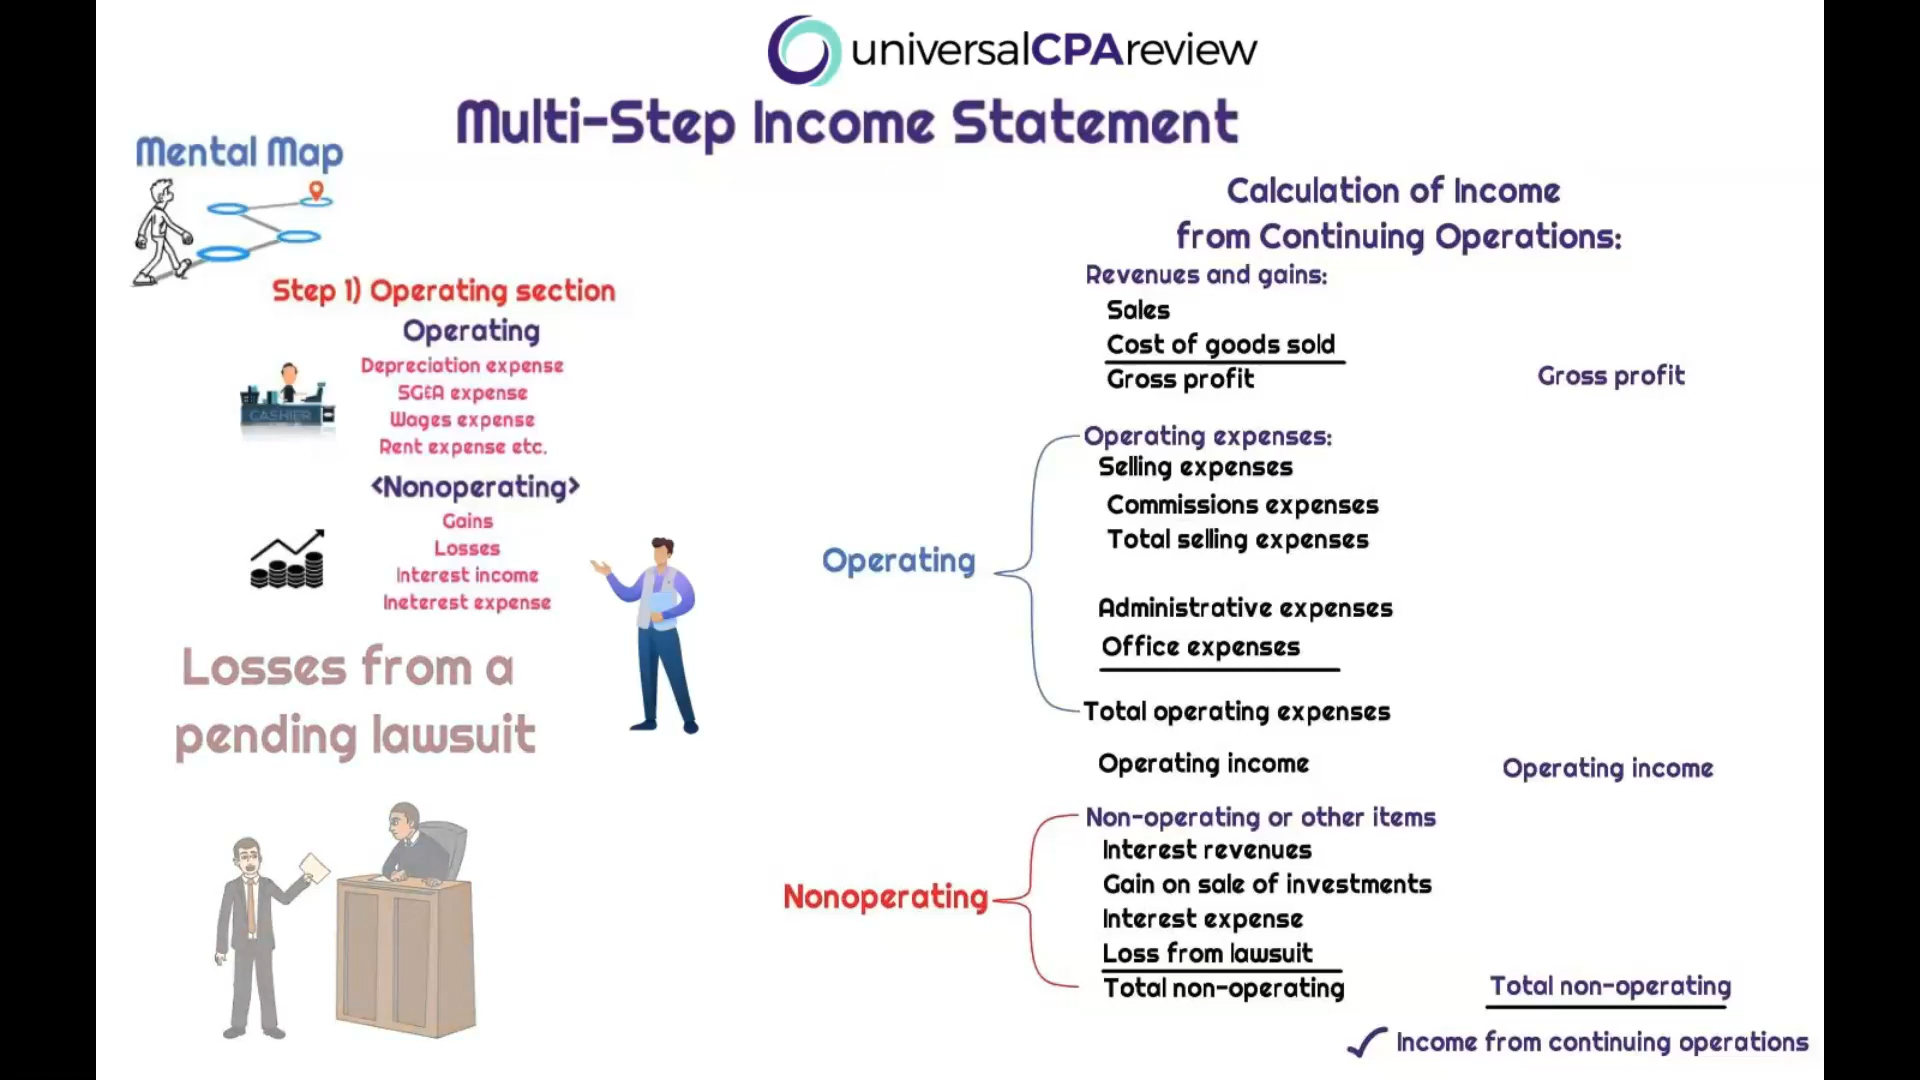 universalCPAreview
Multi-Step Income Statement
Mental Map
Step 1) Operating section
Operating
Depreciation expense
SG&A expense
Wages expense
Rent expense etc.
CASHIER
<Nonoperating>
Gains
Losses
Interest income
Ineterest expense
Losses from a
pending lawsuit
Calculation of Income
from Continuing Operations:
Revenues and gains:
Sales
Cost of goods sold
Gross profit
Gross profit
Operating
Operating expenses:
Selling expenses
Commissions expenses
Total selling expenses
Administrative expenses
Office expenses
Total operating expenses
Operating income
Operating income
Nonoperating
Non-operating or other items
Interest revenues
Gain on sale of investments
Interest expense
Loss from lawsuit
Total non-operating
Total non-operating
Income from continuing operations